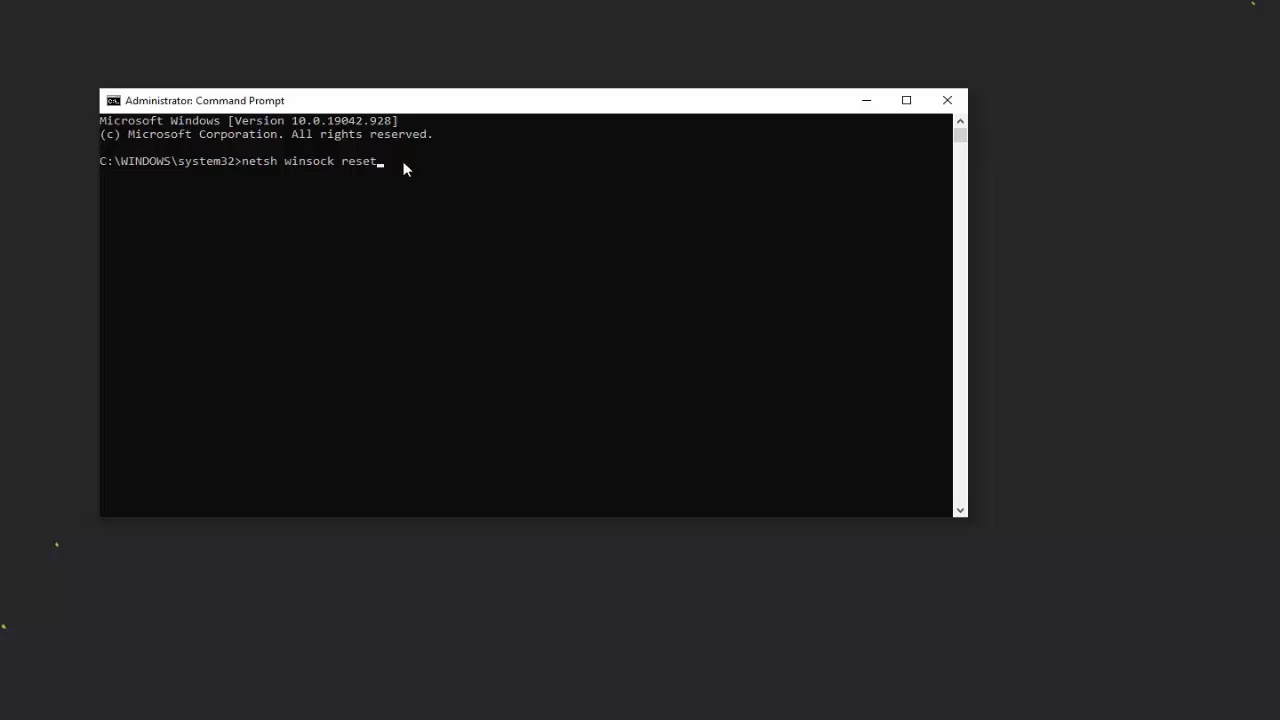 Administrator: Command Prompt
Microsoft Windows [Version 10.0.19042.928]
(c) Microsoft Corporation. All rights reserved.
C:\WINDOWS\system32>netsh winsock reset